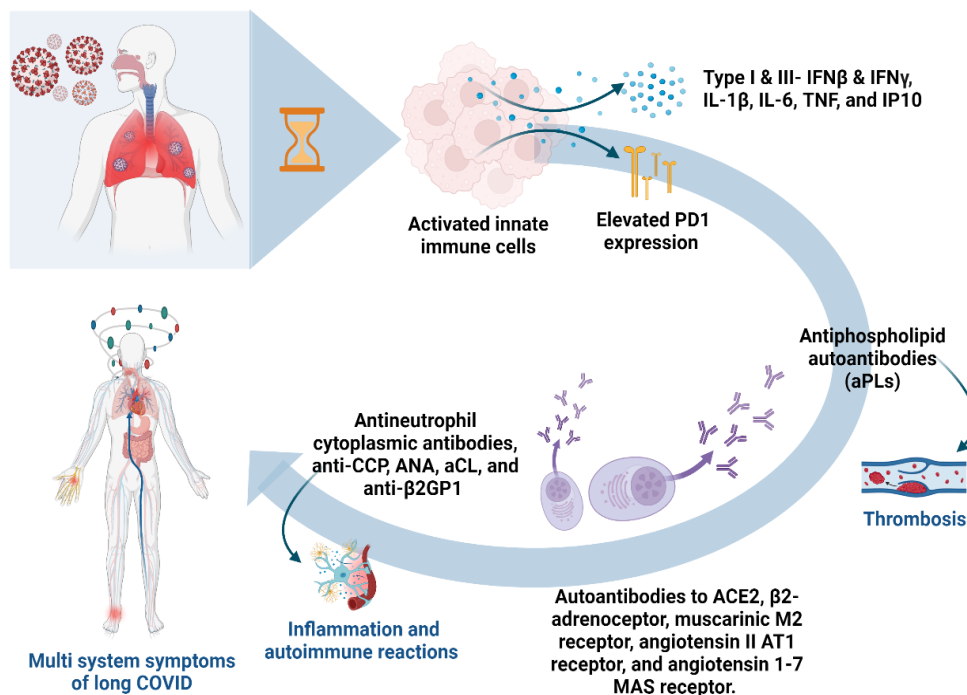 Type I & III- IFNβ & IFNγ,
IL-1β, IL-6, TNF, and IP10
Activated innate
immune cells
Elevated PD1
expression
Antiphospholipid
autoantibodies
(aPLs)
Thrombosis
Antineutrophil
cytoplasmic antibodies,
anti-CCP, ANA, aCL, and
anti-β2GP1
Inflammation and
autoimmune reactions
Autoantibodies to ACE2, β2-
adrenoceptor, muscarinic M2
receptor, angiotensin II AT1
receptor, and angiotensin 1-7
MAS receptor.
Multi system symptoms
of long COVID